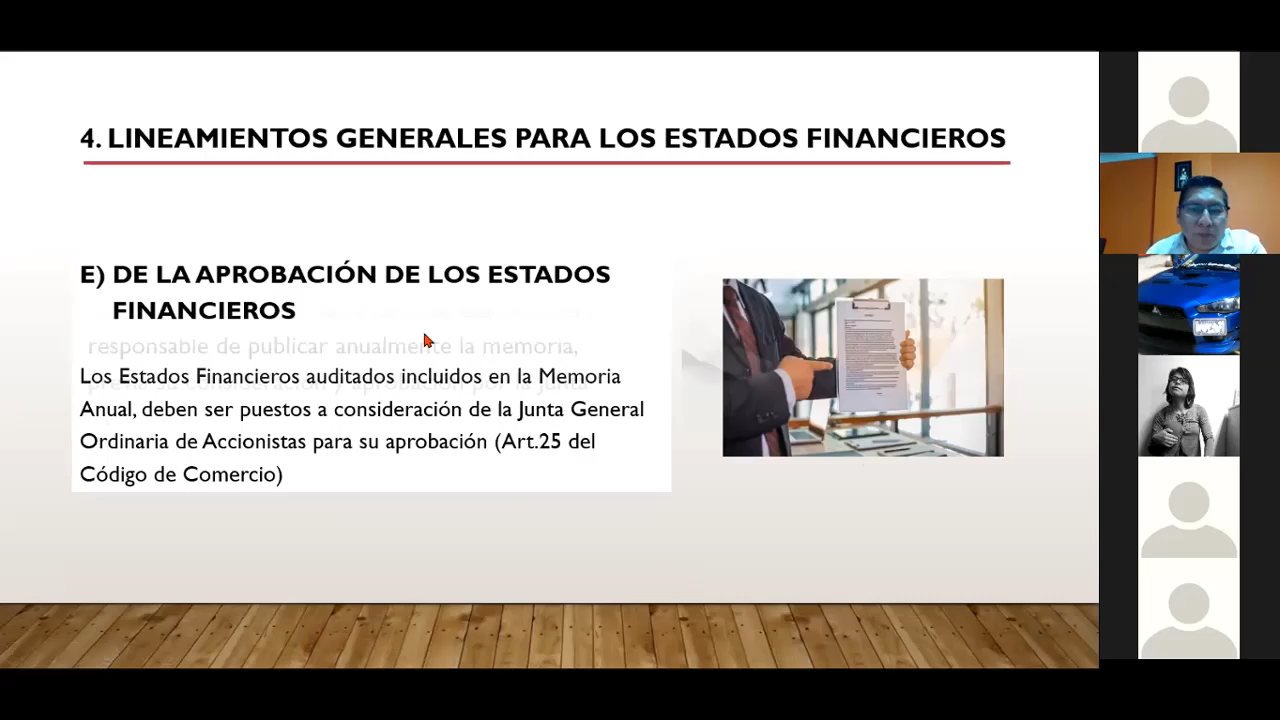 4. LINEAMIENTOS GENERALES PARA LOS ESTADOS FINANCIEROS
E) DE LA APROBACIÓN DE LOS ESTADOS
FINANCIEROS
responsable de publicar anualmente la memoria,
Los Estados Financieros auditados incluidos en la Memoria
Anual, deben ser puestos a consideración de la Junta General
Ordinaria de Accionistas para su aprobación (Art.25 del
Código de Comercio)